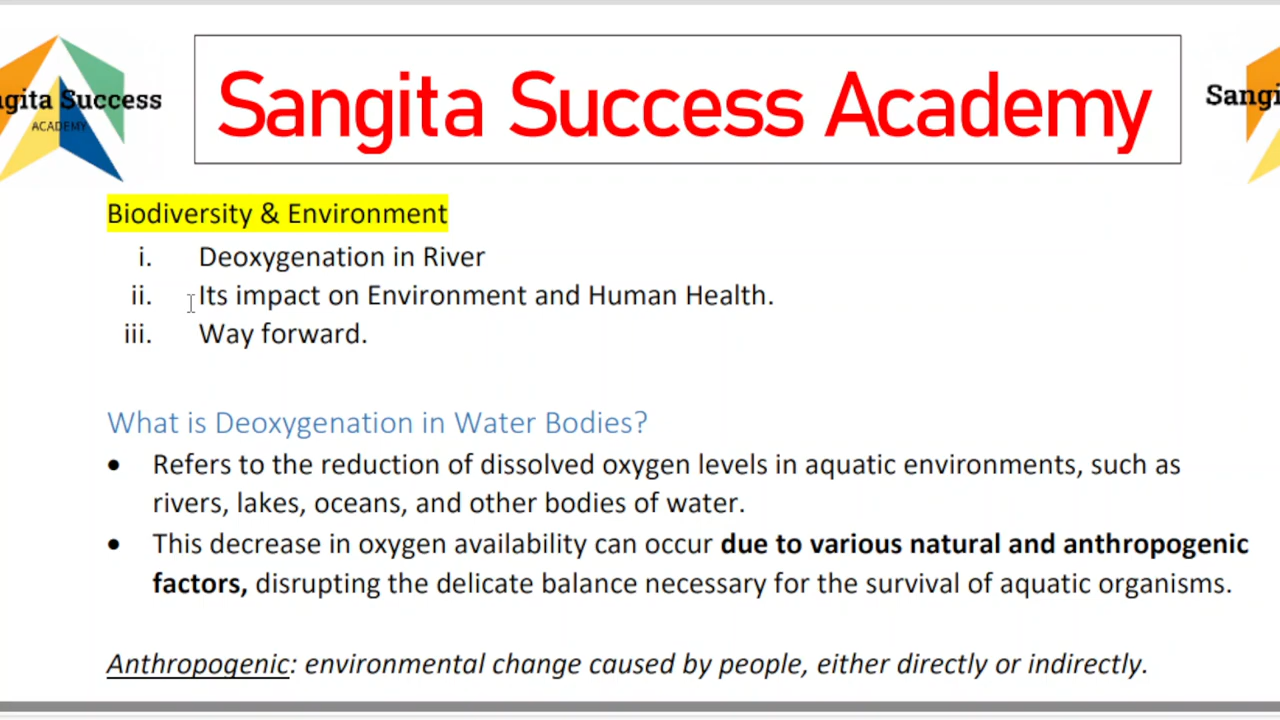 gita Success
ACADEMY
Sangita Success Academy
Sangi
Biodiversity & Environment
i. Deoxygenation in River
ii. Its impact on Environment and Human Health.
iii. Way forward.
What is Deoxygenation in Water Bodies?
• Refers to the reduction of dissolved oxygen levels in aquatic environments, such as
rivers, lakes, oceans, and other bodies of water.
• This decrease in oxygen availability can occur due to various natural and anthropogenic
factors, disrupting the delicate balance necessary for the survival of aquatic organisms.
Anthropogenic: environmental change caused by people, either directly or indirectly.